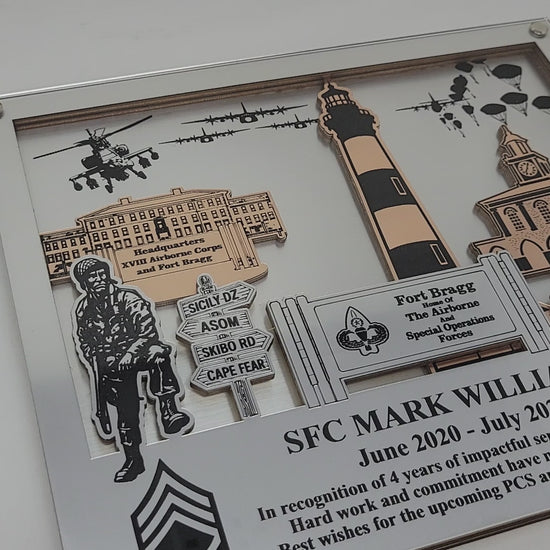 Headquarters
XVIII Airborne Corps
and Fort Bragg
SICILY DZ
ASOM
SKIBO RD
CAPE FEAR
Fort Bragg
Home Of
The Airborne
And
Special Operations
Forces
SFC MARK WILLIA
June 2020 - July 20
In recognition of 4 years of impactful se
Hard work and commitment have
Best wishes for the upcoming PCS